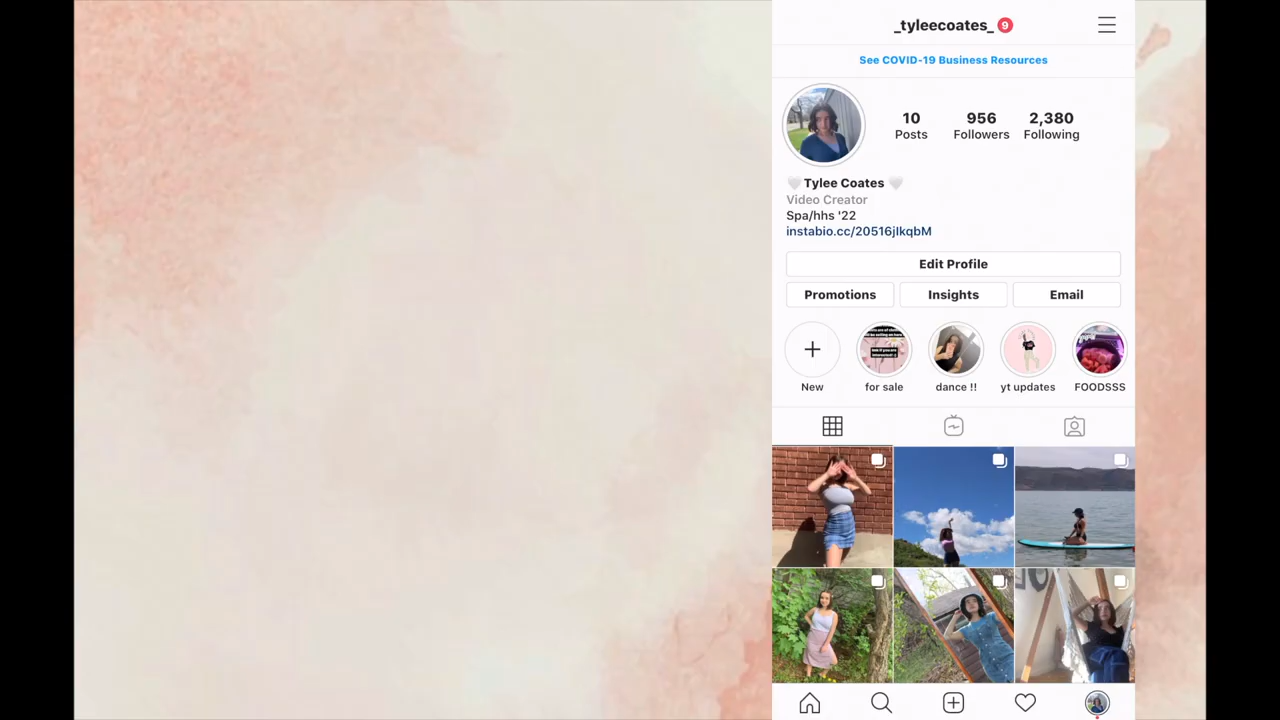 _tyleecoates_ 9
See COVID-19 Business Resources
10 956 2,380
Posts Followers Following
🤍Tylee Coates 🤍
Video Creator
Spa/hhs '22
instabio.cc/20516jIkqbM
Edit Profile
Promotions Insights Email
New for sale dance !! yt updates FOODSSS